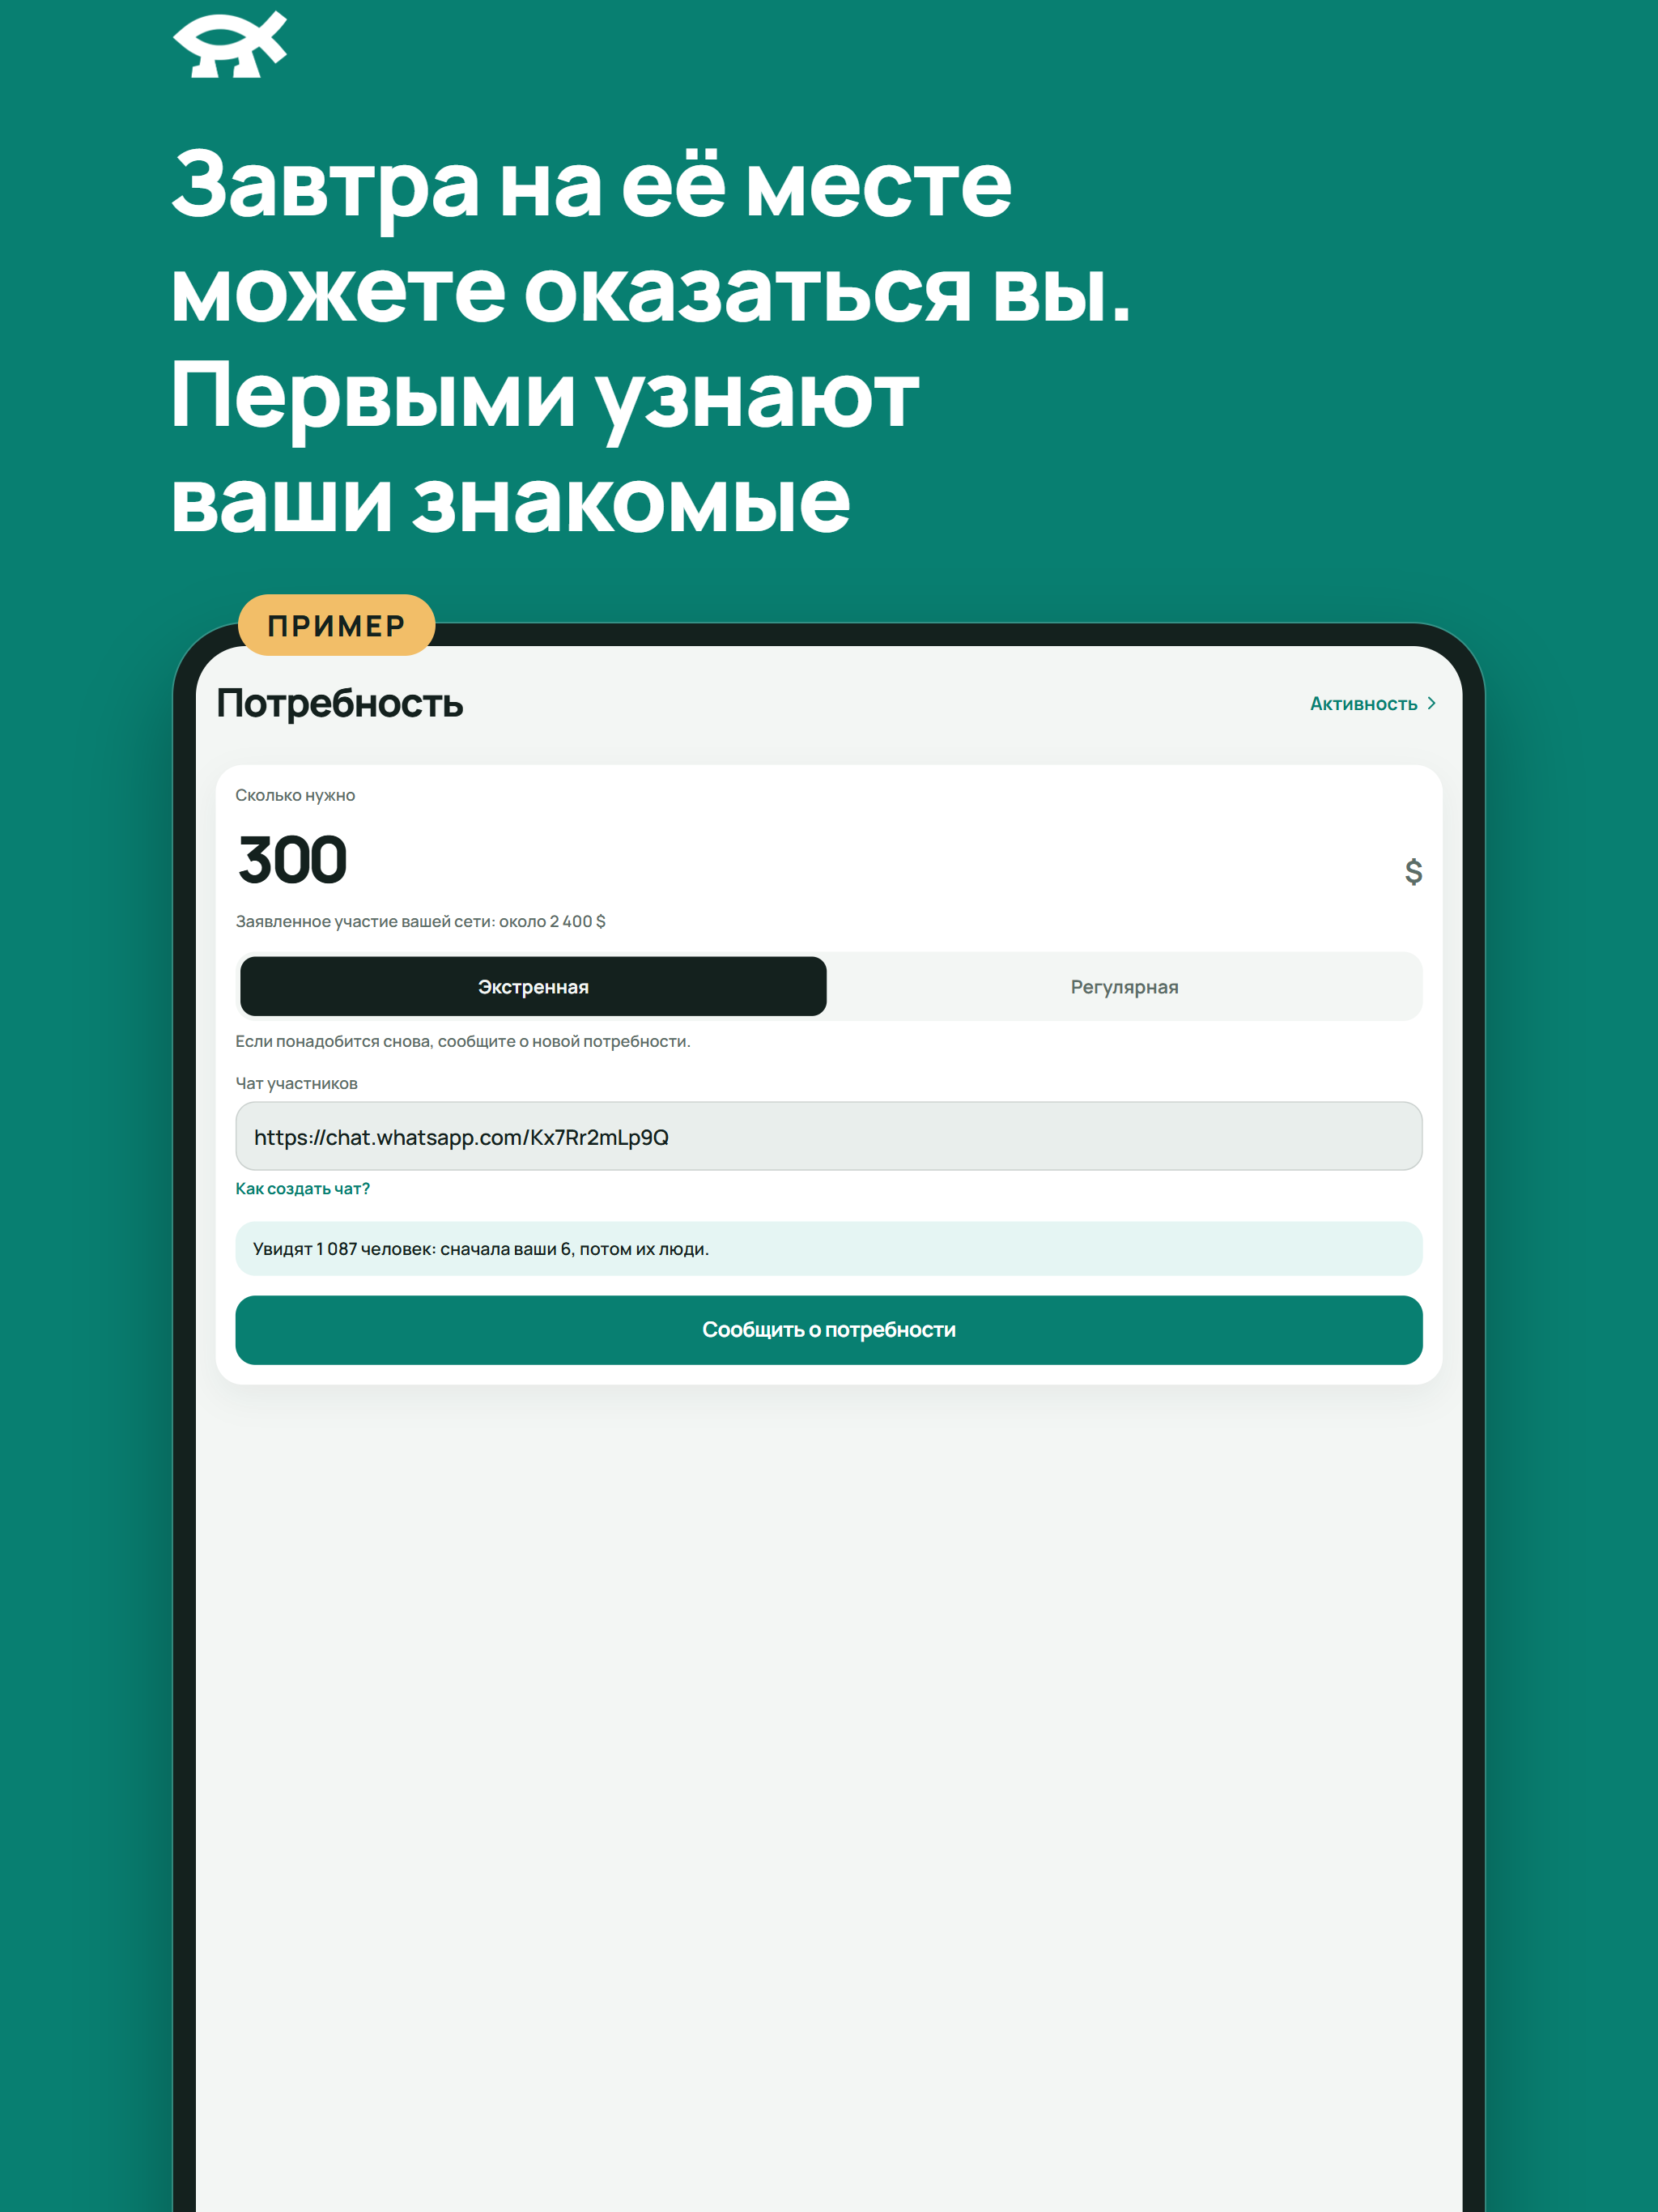 Завтра на её месте
можете оказаться вы.
Первыми узнают
ваши знакомые
ПРИМЕР
Потребность
Активность
Сколько нужно
300
$
Заявленное участие вашей сети: около 2 400 $
Экстренная
Регулярная
Если понадобится снова, сообщите о новой потребности.
Чат участников
https://chat.whatsapp.com/Kx7Rr2mLp9Q
Как создать чат?
Увидят 1 087 человек: сначала ваши 6, потом их люди.
Сообщить о потребности